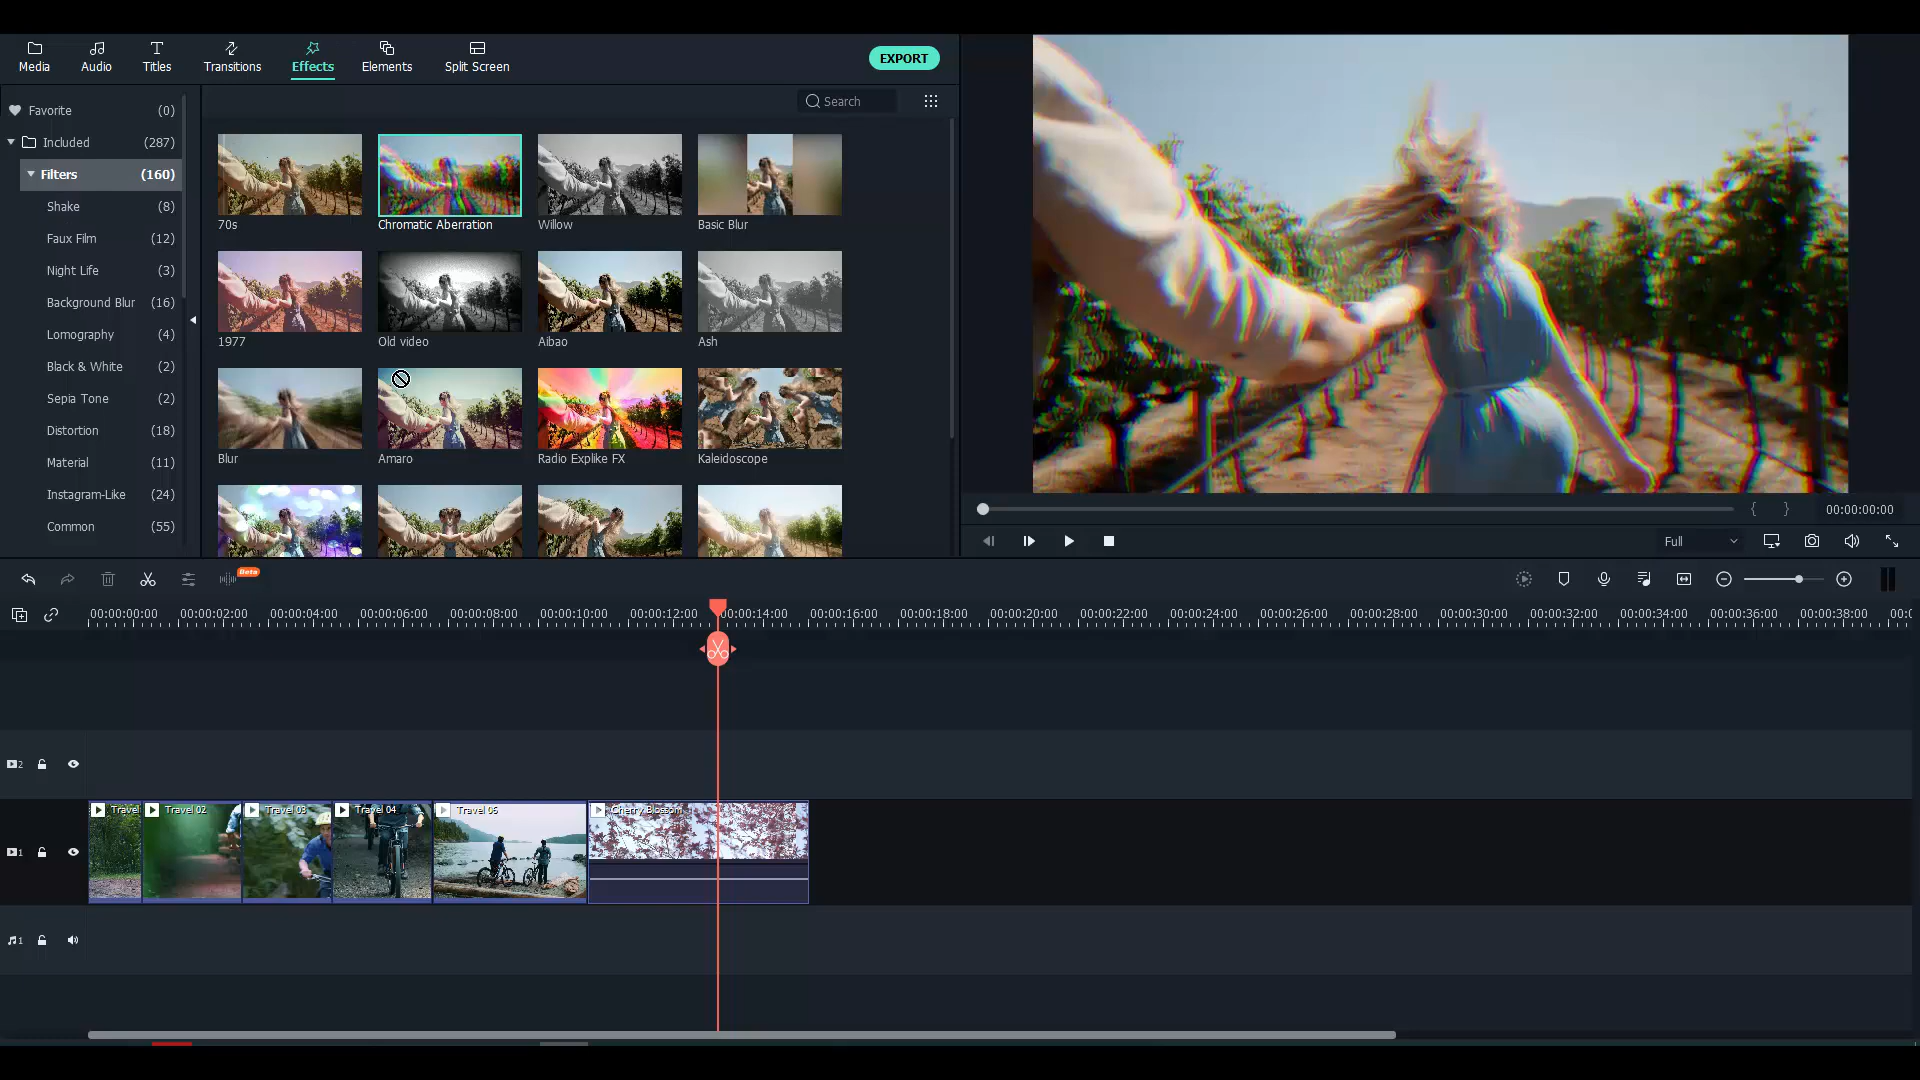 Media Audio Titles Transitions Effects Elements Split Screen EXPORT
Favorite (0)
Search
Included (287)
Filters (160)
Shake (8)
Faux Film (12)
Night Life (3)
Background Blur (16)
Lomography (4)
Black & White (2)
Sepia Tone (2)
Distortion (18)
Material (11)
Instagram-Like (24)
Common (55)
70s Chromatic Aberration Willow Basic Blur
1977 Old video Aibao Ash
Blur Amaro Radio Explike FX Kaleidoscope
{ } 00:00:00:00
Full
Beta
00:00:00:00 00:00:02:00 00:00:04:00 00:00:06:00 00:00:08:00 00:00:10:00 00:00:12:00 00:00:14:00 00:00:16:00 00:00:18:00 00:00:20:00 00:00:22:00 00:00:24:00 00:00:26:00 00:00:28:00 00:00:30:00 00:00:32:00 00:00:34:00 00:00:36:00 00:00:38:00 00:0
2
1
Travel Travel 02 Travel 03 Travel 04 Travel 06 Cherry Blossom
1